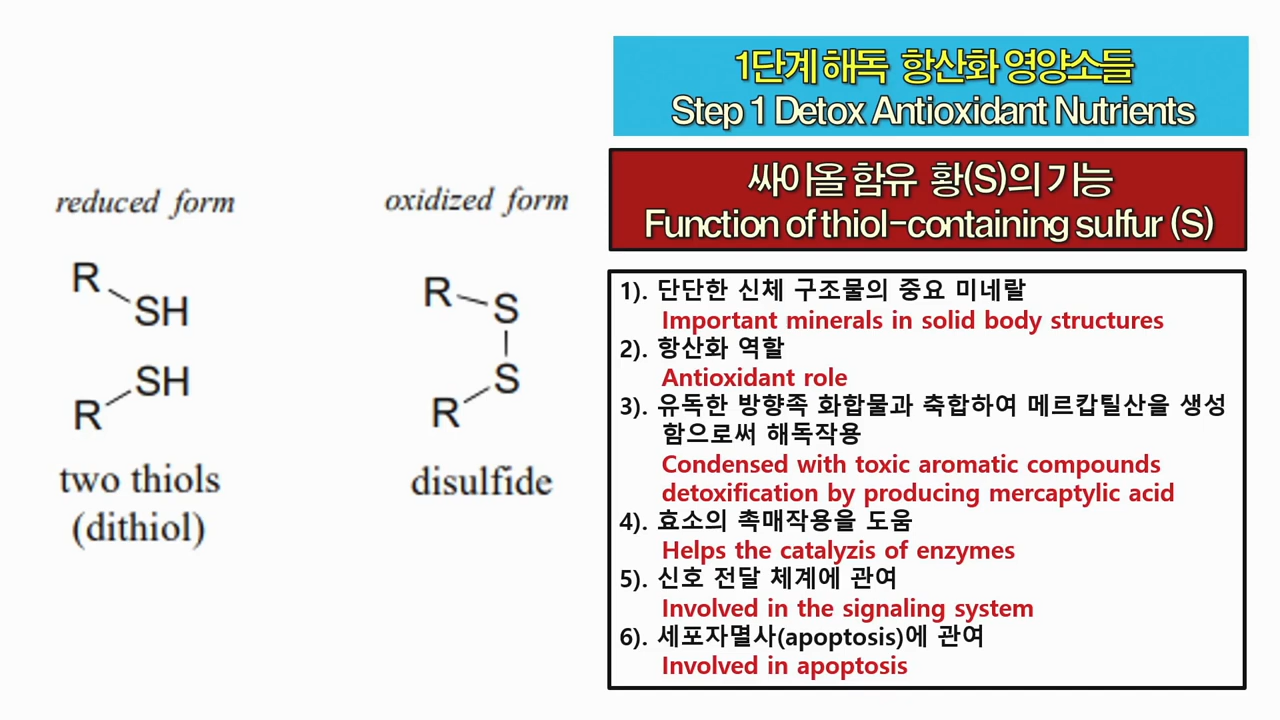 reduced form
R
SH
SH
R
two thiols
(dithiol)
oxidized form
R
S
S
R
disulfide
1단계 해독 항산화 영양소들
Step 1 Detox Antioxidant Nutrients
싸이올 함유 황(S)의 기능
Function of thiol-containing sulfur (S)
1). 단단한 신체 구조물의 중요 미네랄
Important minerals in solid body structures
2). 항산화 역할
Antioxidant role
3). 유독한 방향족 화합물과 축합하여 메르캅틸산을 생성
함으로써 해독작용
Condensed with toxic aromatic compounds
detoxification by producing mercaptylic acid
4). 효소의 촉매작용을 도움
Helps the catalyzis of enzymes
5). 신호 전달 체계에 관여
Involved in the signaling system
6). 세포자멸사(apoptosis)에 관여
Involved in apoptosis